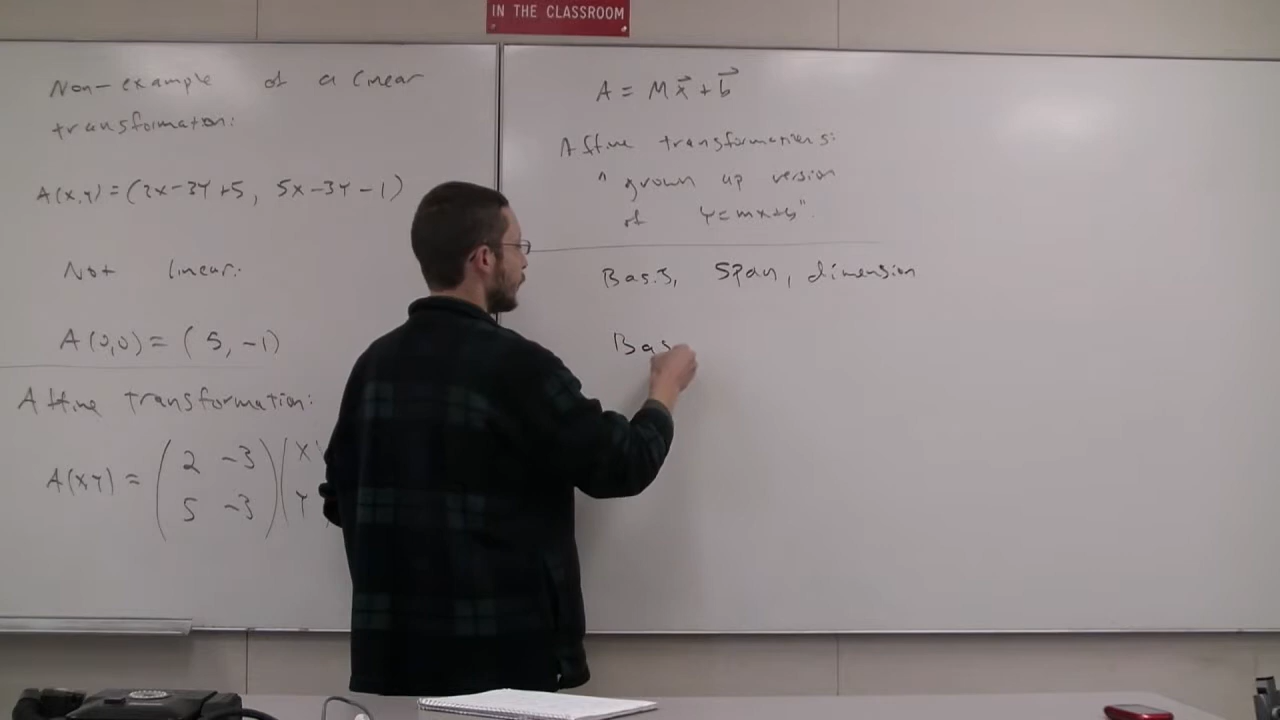 IN THE CLASSROOM
Non-example of a linear
transformation:
A(x,y) = (2x-3y+5, 5x-3y-1)
Not linear:
A(0,0) = (5, -1)
Affine transformation:
A(x,y) = (2 -3) (x
5 -3 y
A = Mx⃗ + b⃗
Affine transformations:
"grown up version
of y=mx+b".
Basis, span, dimension
Bas